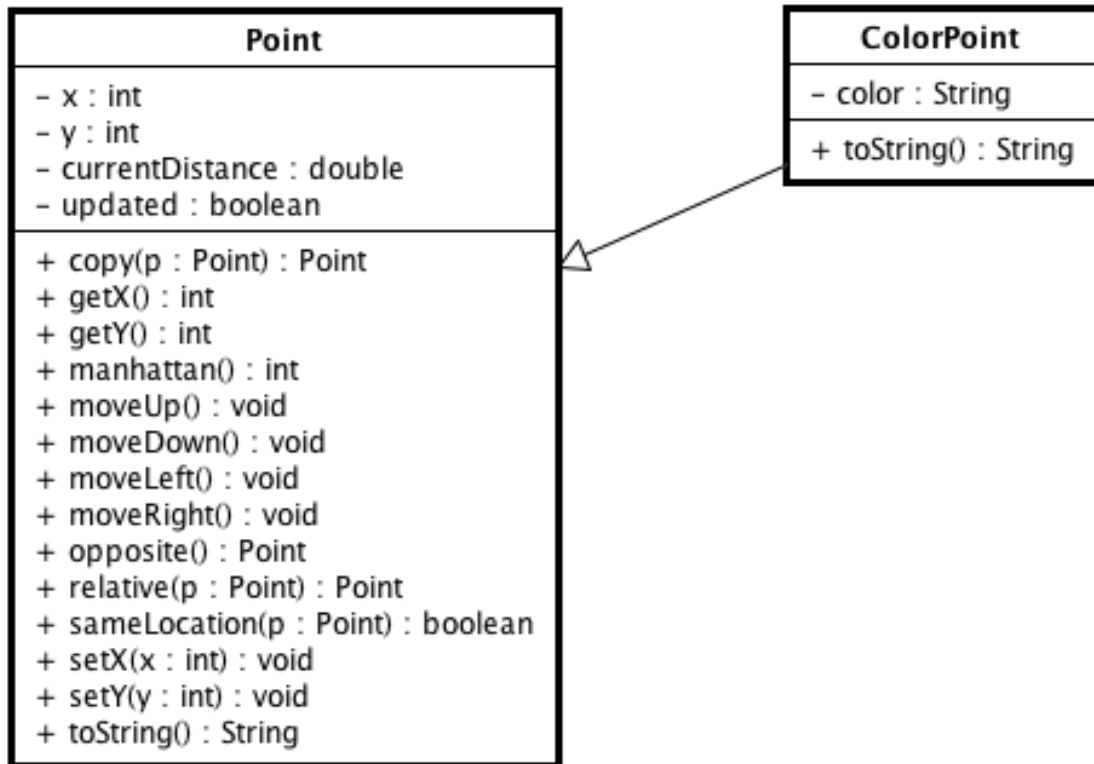 Point
- x : int
- y : int
- currentDistance : double
- updated : boolean
+ copy(p : Point) : Point
+ getX() : int
+ getY() : int
+ manhattan() : int
+ moveUp() : void
+ moveDown() : void
+ moveLeft() : void
+ moveRight() : void
+ opposite() : Point
+ relative(p : Point) : Point
+ sameLocation(p : Point) : boolean
+ setX(x : int) : void
+ setY(y : int) : void
+ toString() : String
ColorPoint
- color : String
+ toString() : String